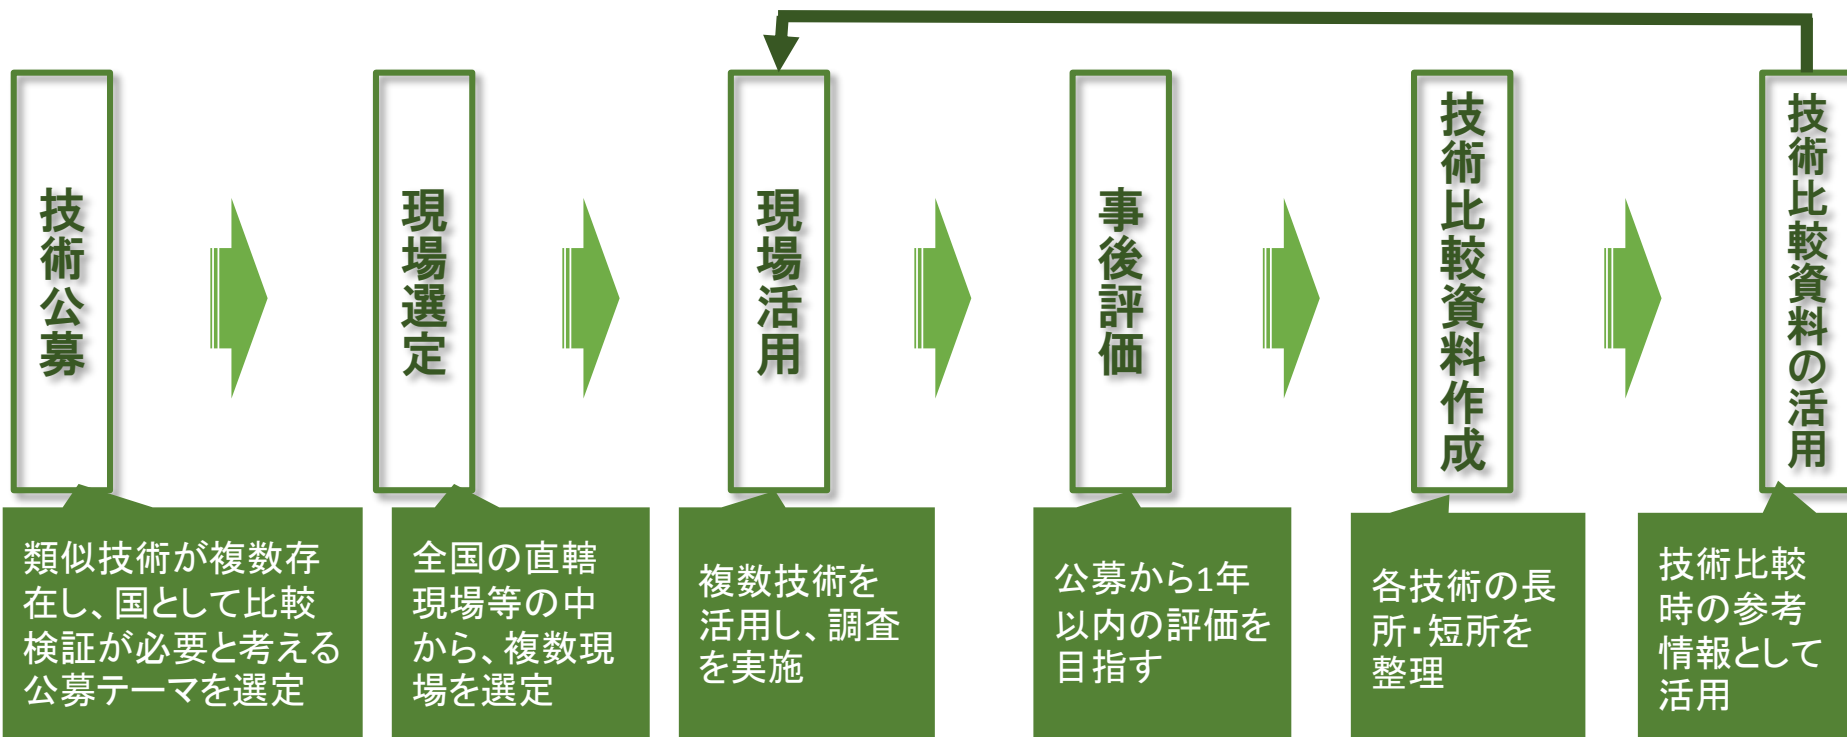 技術公募
現場選定
現場活用
事後評価
技術比較資料作成
技術比較資料の活用
類似技術が複数存
在し、国として比較
検証が必要と考える
公募テーマを選定
全国の直轄
現場等の中
から、複数現
場を選定
複数技術を
活用し、調査
を実施
公募から1年
以内の評価を
目指す
各技術の長
所・短所を
整理
技術比較
時の参考
情報として
活用